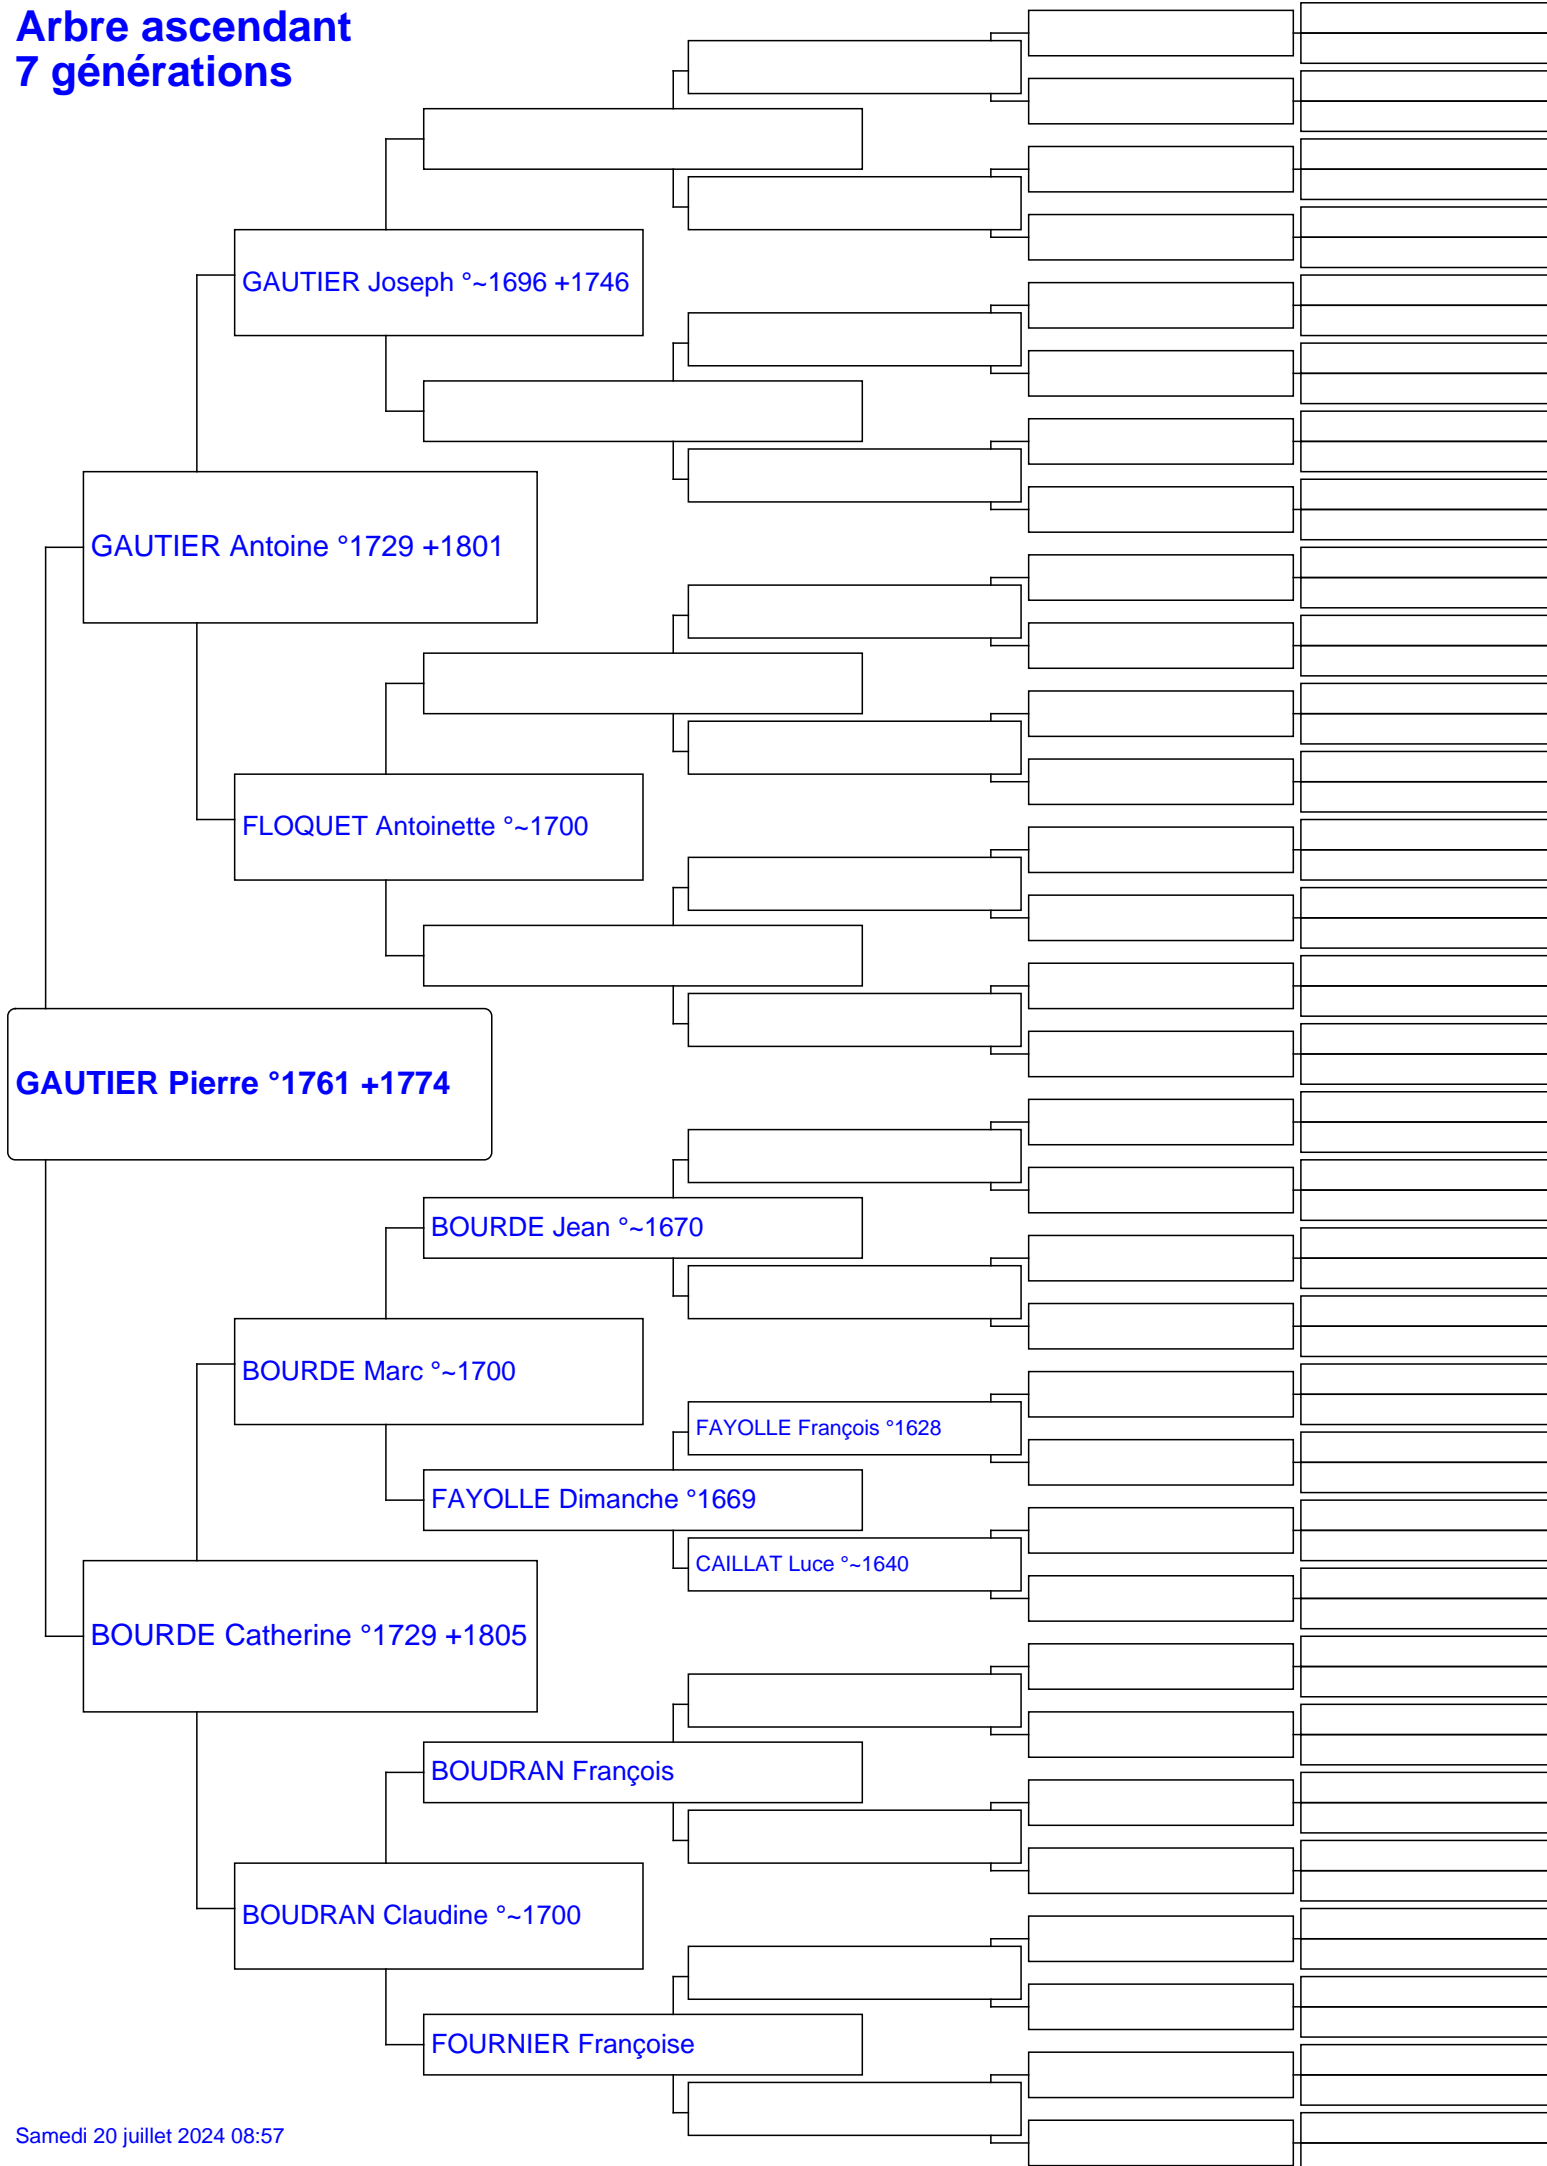 Arbre ascendant
7 générations
GAUTIER Joseph °~1696 +1746
GAUTIER Antoine °1729 +1801
FLOQUET Antoinette °~1700
GAUTIER Pierre °1761 +1774
BOURDE Jean °~1670
BOURDE Marc °~1700
FAYOLLE François °1628
FAYOLLE Dimanche °1669
CAILLAT Luce °~1640
BOURDE Catherine °1729 +1805
BOUDRAN François
BOUDRAN Claudine °~1700
FOURNIER Françoise
Samedi 20 juillet 2024 08:57